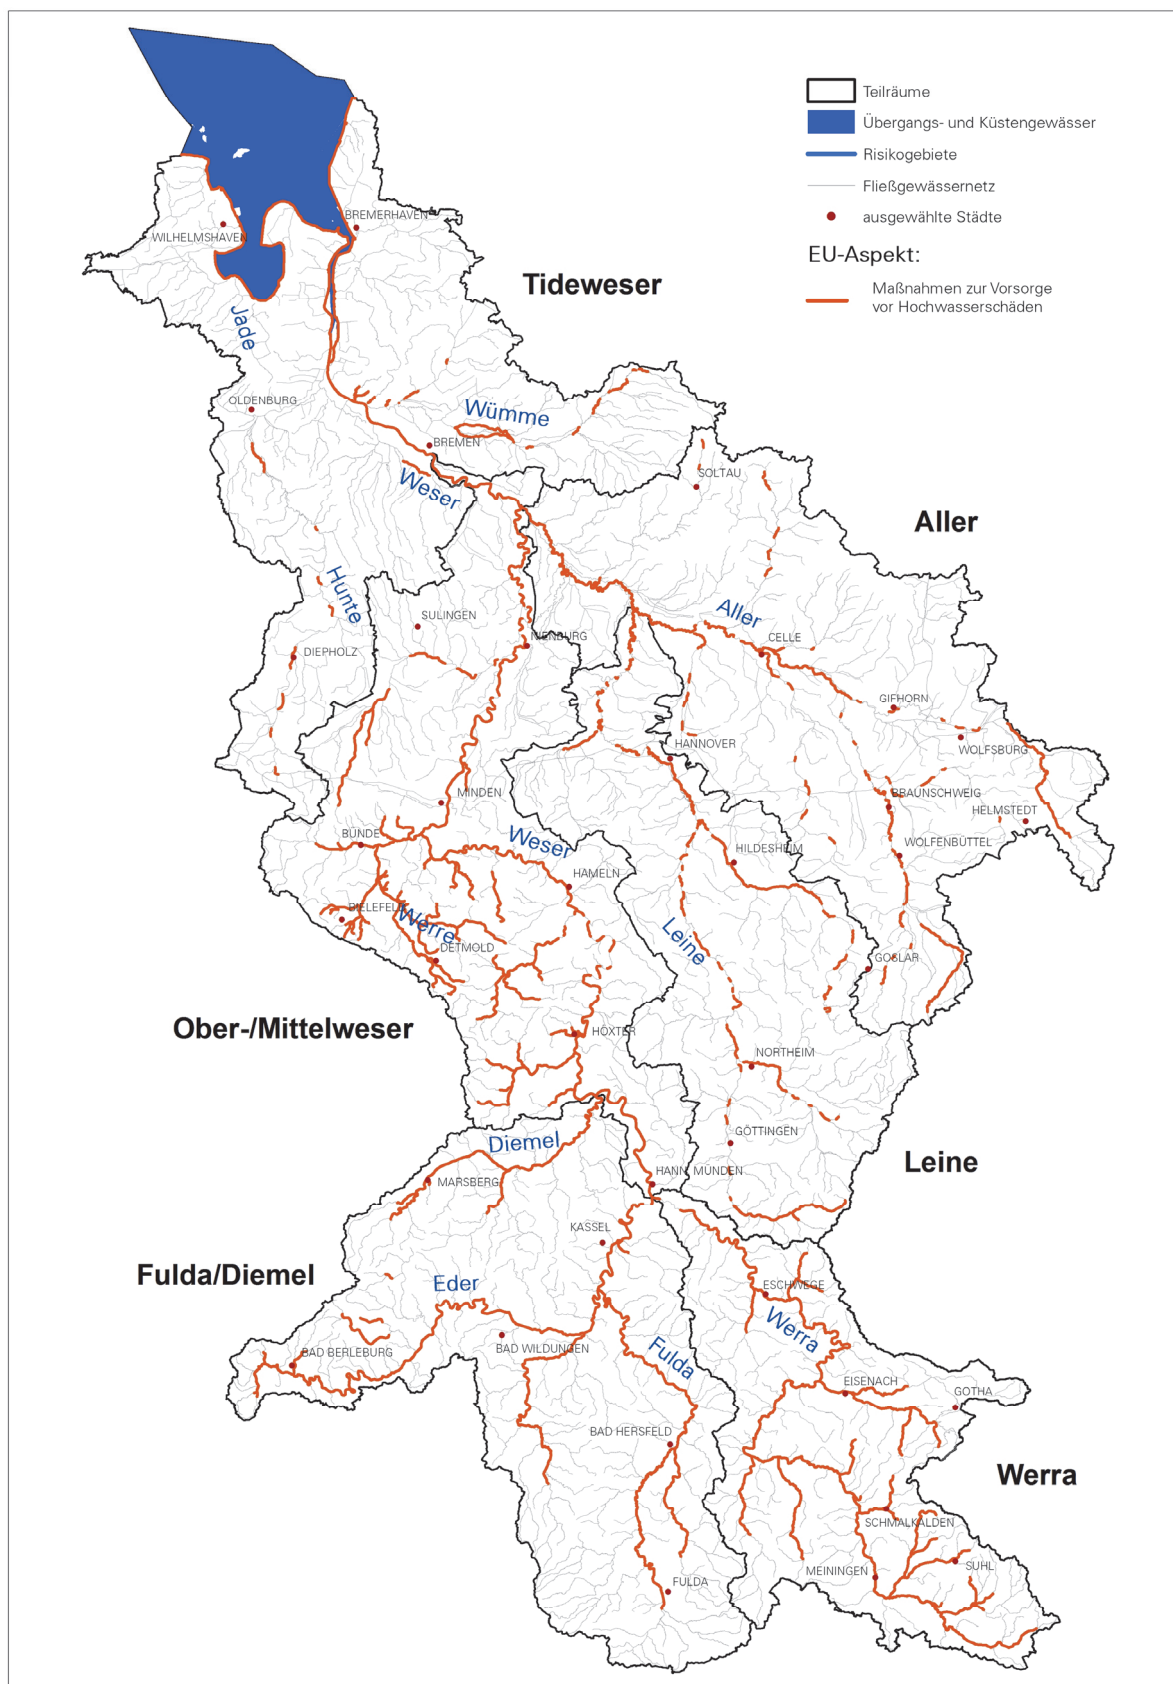 Teilräume
Übergangs- und Küstengewässer
Risikogebiete
Fließgewässernetz
ausgewählte Städte
EU-Aspekt:
Maßnahmen zur Vorsorge
vor Hochwasserschäden
BREMERHAVEN
WILHELMSHAVEN
Tideweser
Jade
OLDENBURG
Wümme
BREMEN
Weser
SOLTAU
Aller
Hunte
SULINGEN
Aller
NIENBURG
CELLE
DIEPHOLZ
GIFHORN
HANNOVER
WOLFSBURG
MINDEN
BRAUNSCHWEIG
HELMSTEDT
BÜNDE
Weser
HILDESHEIM
WOLFENBÜTTEL
HAMELN
BIELEFELD
Werre
DETMOLD
Leine
GOSLAR
Ober-/Mittelweser
HÖXTER
NORTHEIM
GÖTTINGEN
Diemel
Leine
HANN. MÜNDEN
MARSBERG
KASSEL
Fulda/Diemel
Eder
ESCHWEGE
Werra
BAD WILDUNGEN
Fulda
BAD BERLEBURG
EISENACH
GOTHA
BAD HERSFELD
Werra
SCHMALKALDEN
SUHL
MEININGEN
FULDA